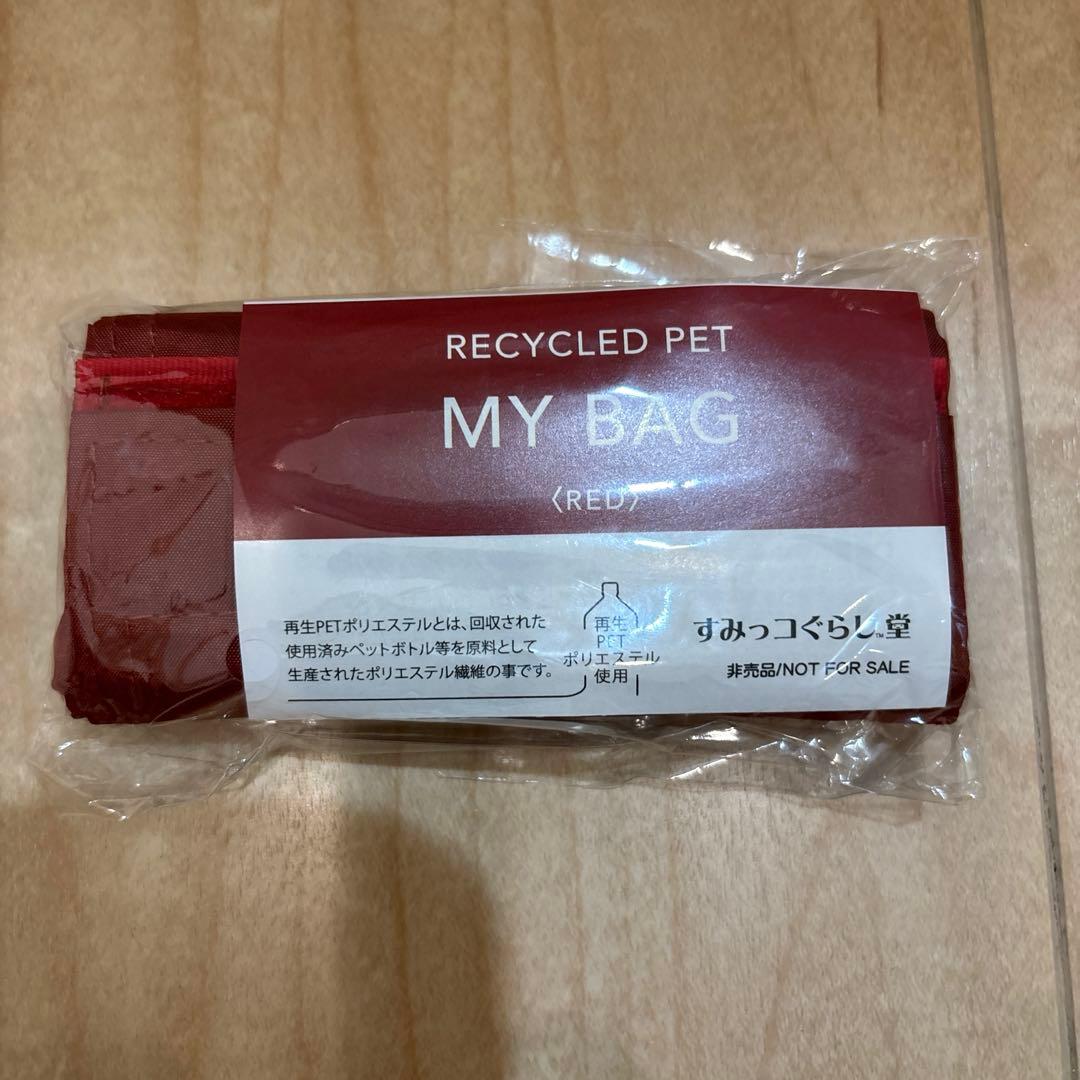 RECYCLED PET
MY BAG
〈RED〉
再生PETポリエステルとは、回収された
使用済みペットボトル等を原料として
生産されたポリエステル繊維の事です。
再生
PET
ポリエステル
使用
すみっコぐらし™堂
非売品/NOT FOR SALE